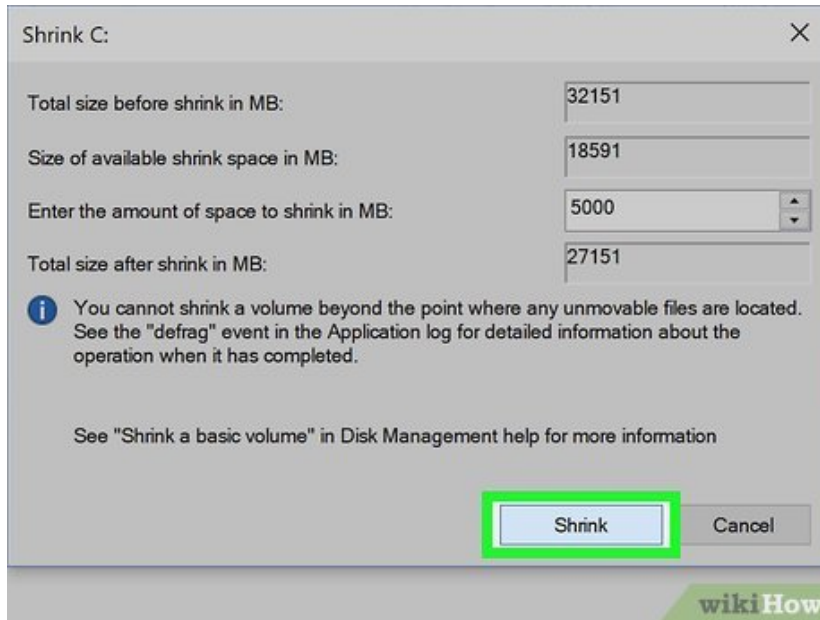 Shrink C:
Total size before shrink in MB: 32151
Size of available shrink space in MB: 18591
Enter the amount of space to shrink in MB: 5000
Total size after shrink in MB: 27151
You cannot shrink a volume beyond the point where any unmovable files are located.
See the "defrag" event in the Application log for detailed information about the
operation when it has completed.
See "Shrink a basic volume" in Disk Management help for more information
Shrink Cancel
wikiHow